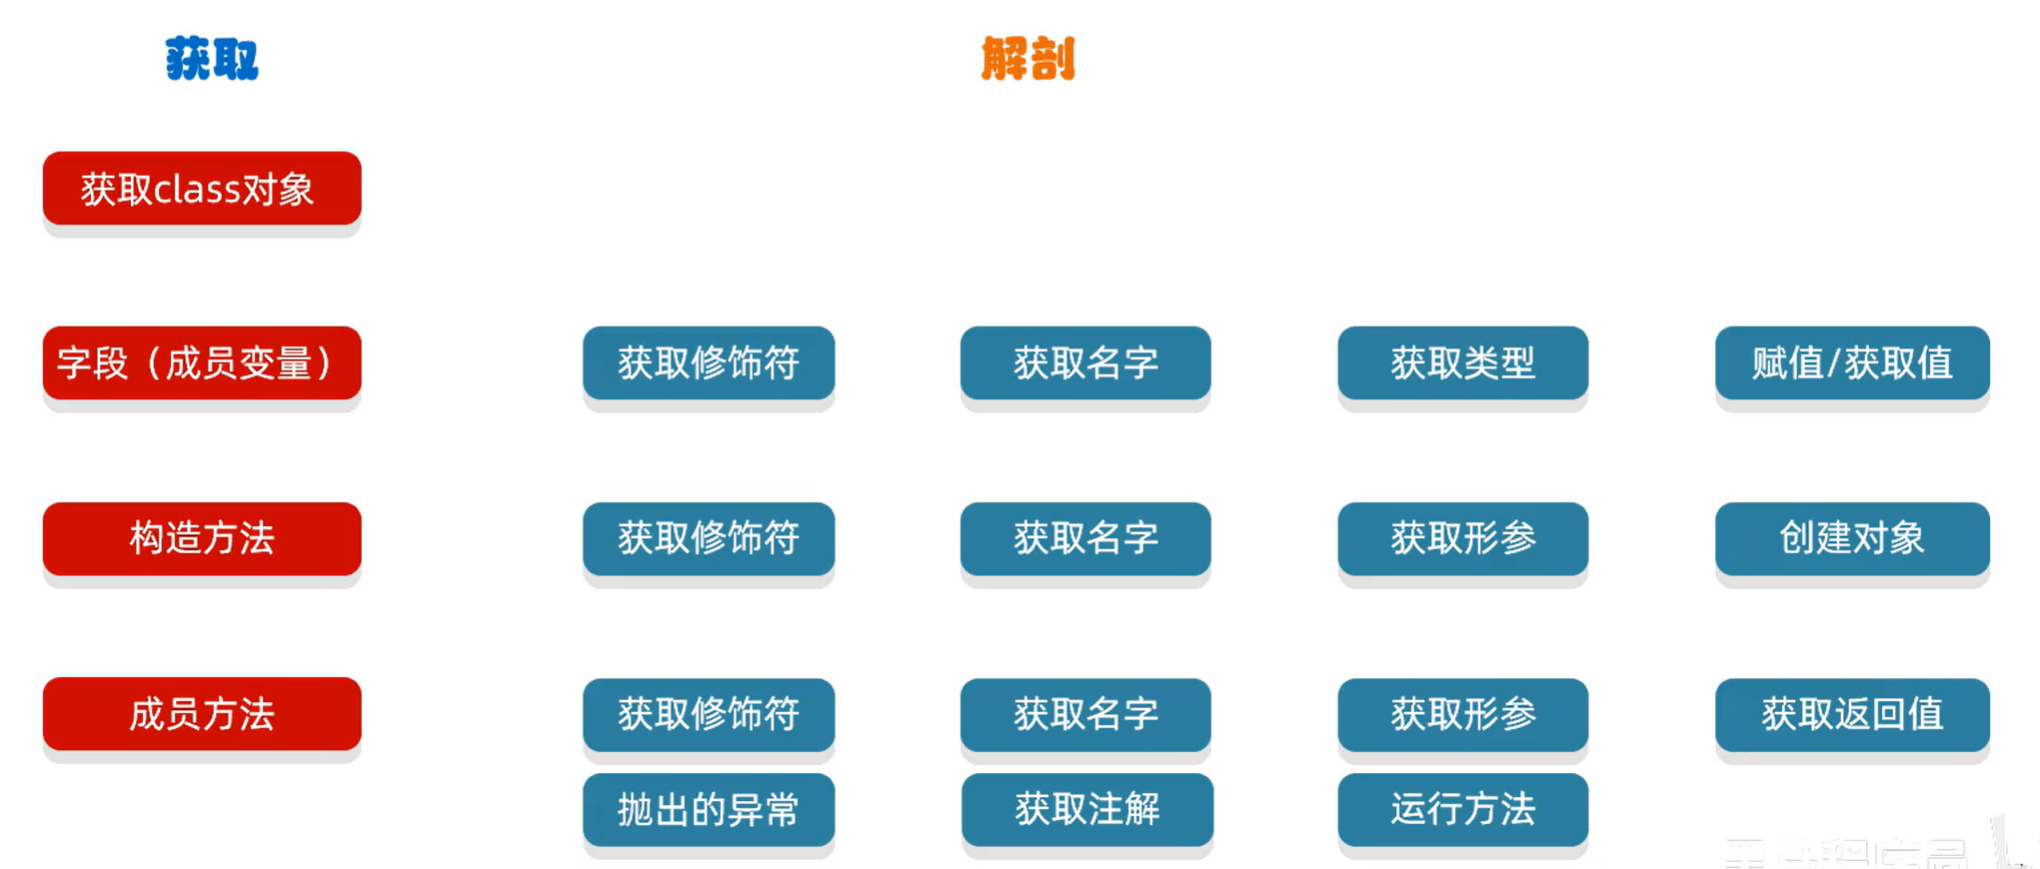 获取
解剖
获取class对象
字段（成员变量）
获取修饰符
获取名字
获取类型
赋值/获取值
构造方法
获取修饰符
获取名字
获取形参
创建对象
成员方法
获取修饰符
获取名字
获取形参
获取返回值
抛出的异常
获取注解
运行方法